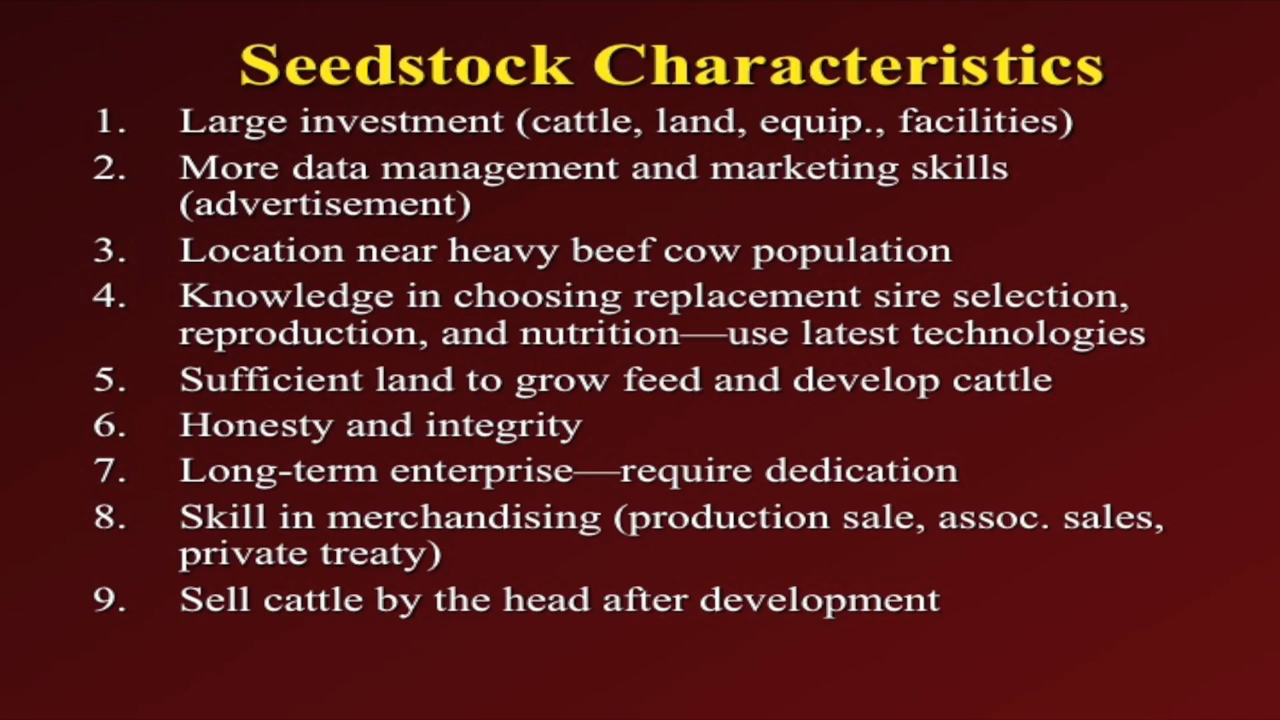 Seedstock Characteristics
1. Large investment (cattle, land, equip., facilities)
2. More data management and marketing skills
(advertisement)
3. Location near heavy beef cow population
4. Knowledge in choosing replacement sire selection,
reproduction, and nutrition—use latest technologies
5. Sufficient land to grow feed and develop cattle
6. Honesty and integrity
7. Long-term enterprise—require dedication
8. Skill in merchandising (production sale, assoc. sales,
private treaty)
9. Sell cattle by the head after development